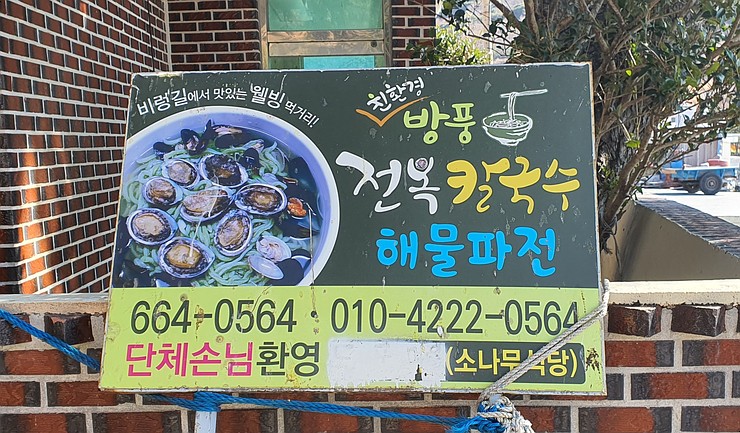 비렁길에서 맛있는 웰빙 먹거리!
친환경
방풍
전복 칼국수
해물파전
664-0564 · 010-4222-0564
단체손님환영 (소나무식당)